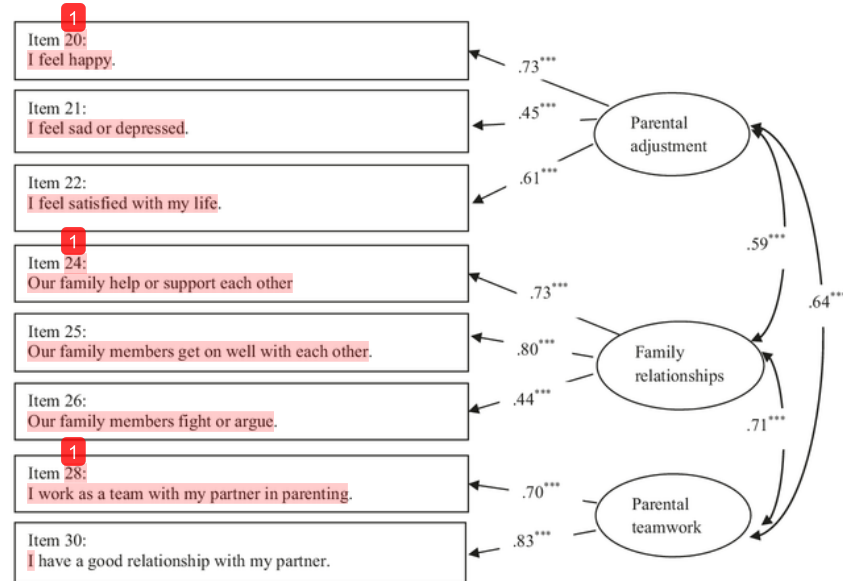 1
Item 20:
I feel happy.
.73***
Item 21:
I feel sad or depressed.
.45***
Parental
adjustment
Item 22:
I feel satisfied with my life.
.61***
1
Item 24:
Our family help or support each other
.73***
.59***
.64***
Item 25:
Our family members get on well with each other.
.80***
Family
relationships
Item 26:
Our family members fight or argue.
.44***
.71***
1
Item 28:
I work as a team with my partner in parenting.
.70***
Parental
teamwork
Item 30:
I have a good relationship with my partner.
.83***